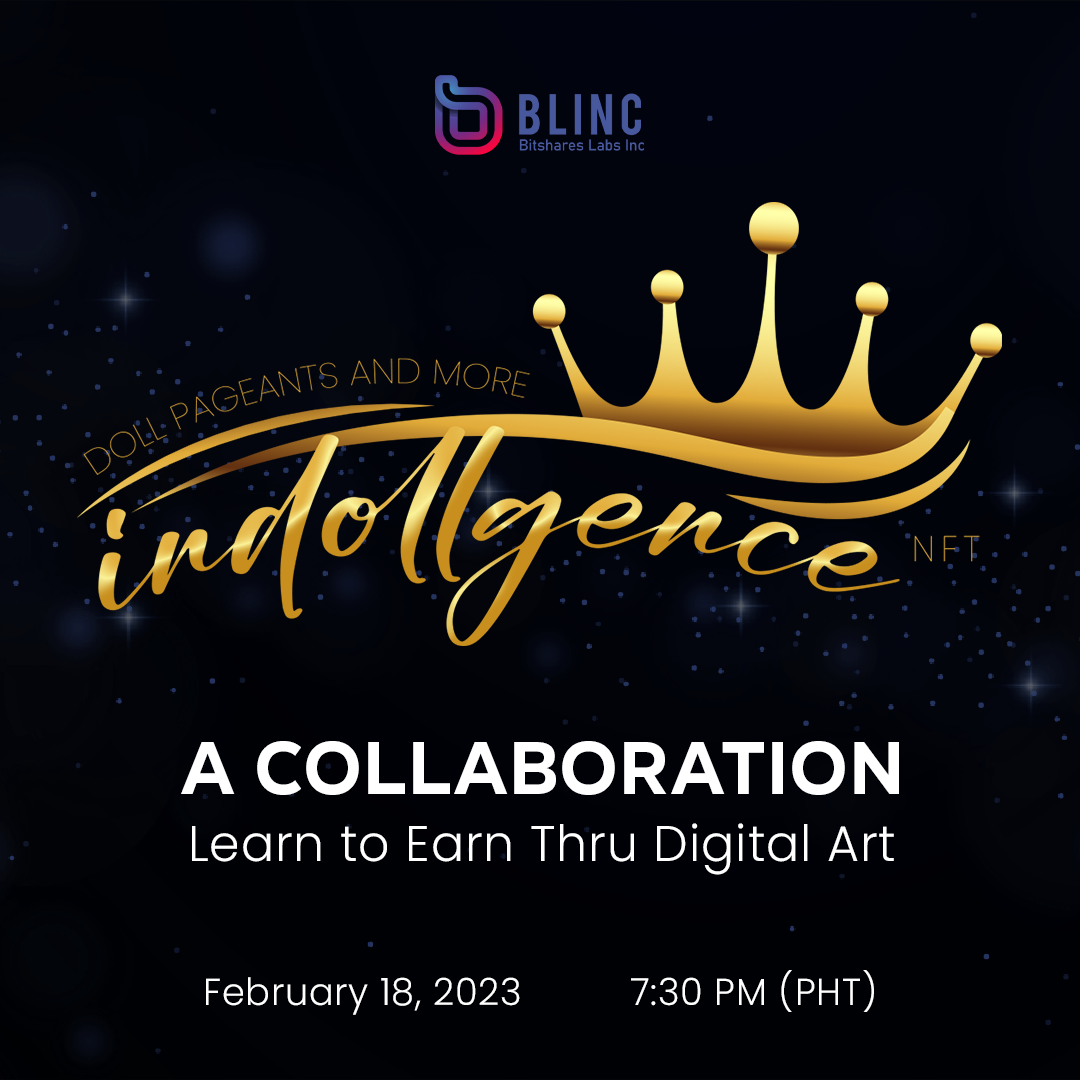 BLINC
Bitshares Labs Inc
DOLL PAGEANTS AND MORE
indollgence
NFT
A COLLABORATION
Learn to Earn Thru Digital Art
February 18, 2023
7:30 PM (PHT)